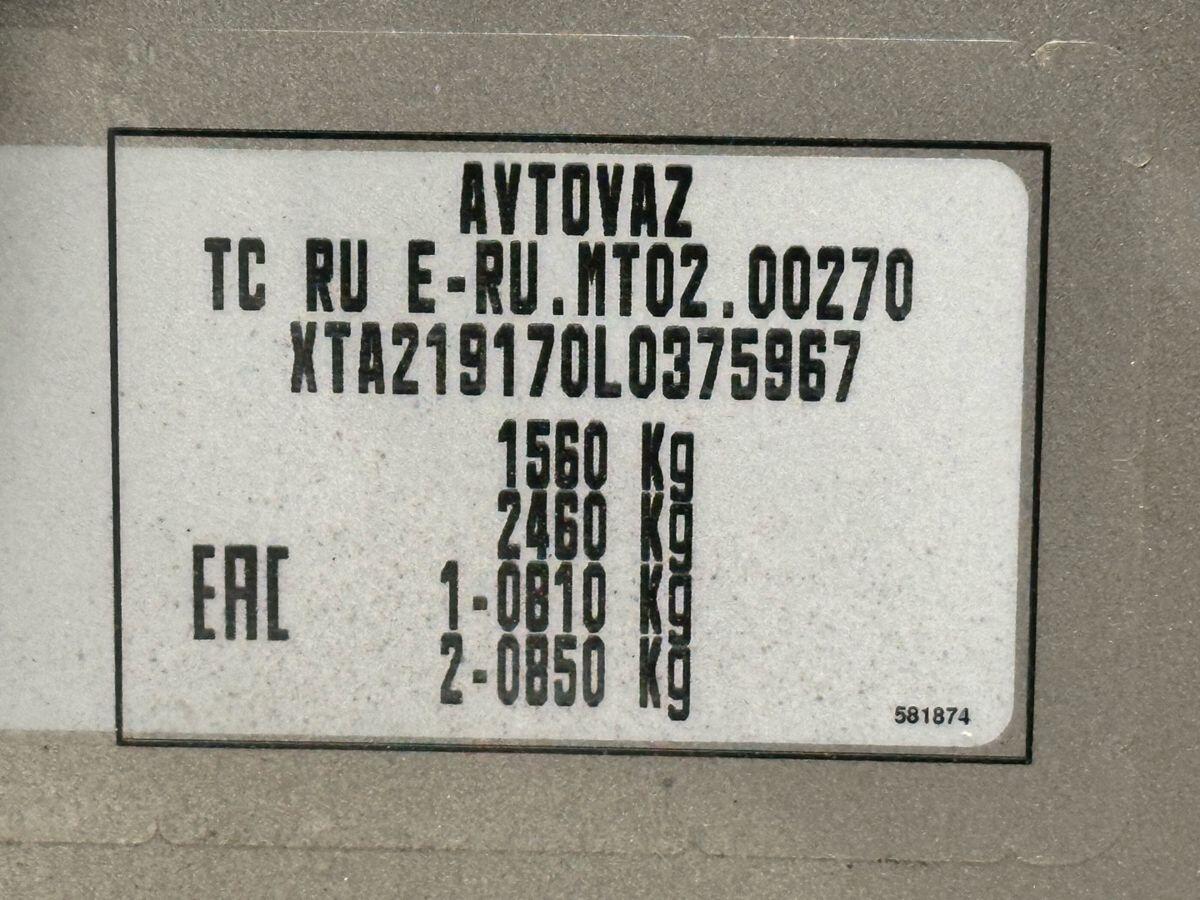 AVTOVAZ
TC RU E-RU.MT02.00270
XTA219170L0375967
1560 Kg
2460 Kg
EAC
1-0810 Kg
2-0850 Kg
581874